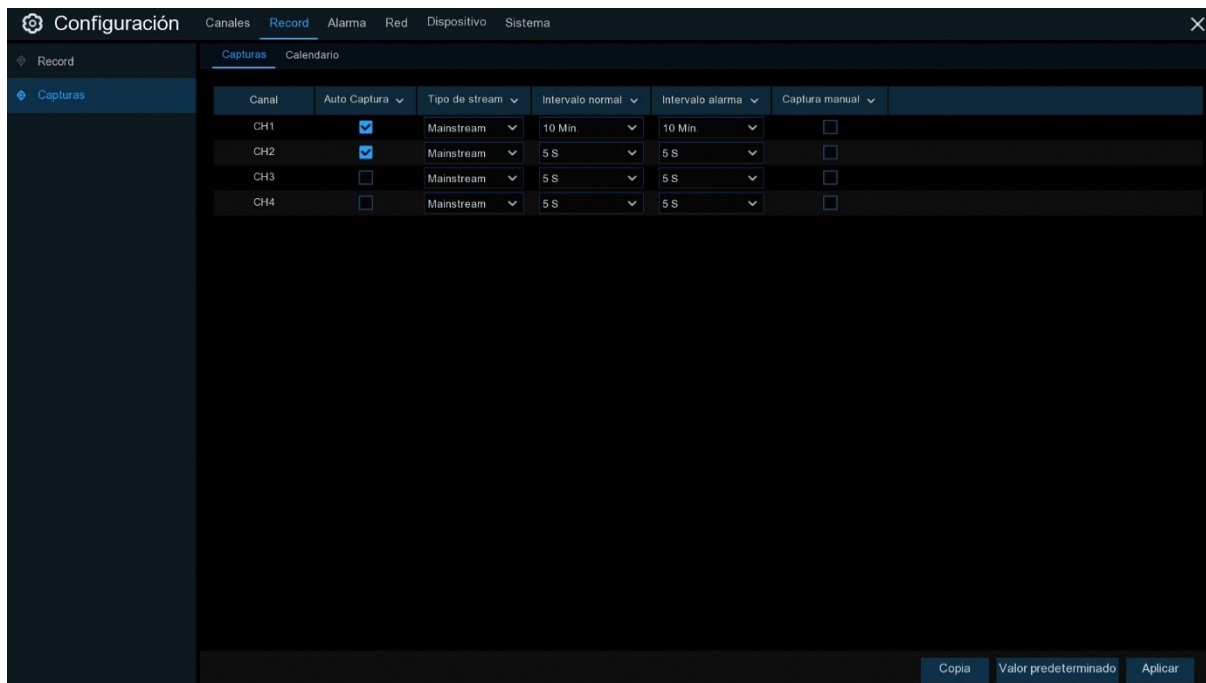 Configuración Canales Record Alarma Red Dispositivo Sistema
Record
Capturas
Capturas Calendario
Canal Auto Captura Tipo de stream Intervalo normal Intervalo alarma Captura manual
CH1 Mainstream 10 Min. 10 Min.
CH2 Mainstream 5 S 5 S
CH3 Mainstream 5 S 5 S
CH4 Mainstream 5 S 5 S
Copia Valor predeterminado Aplicar